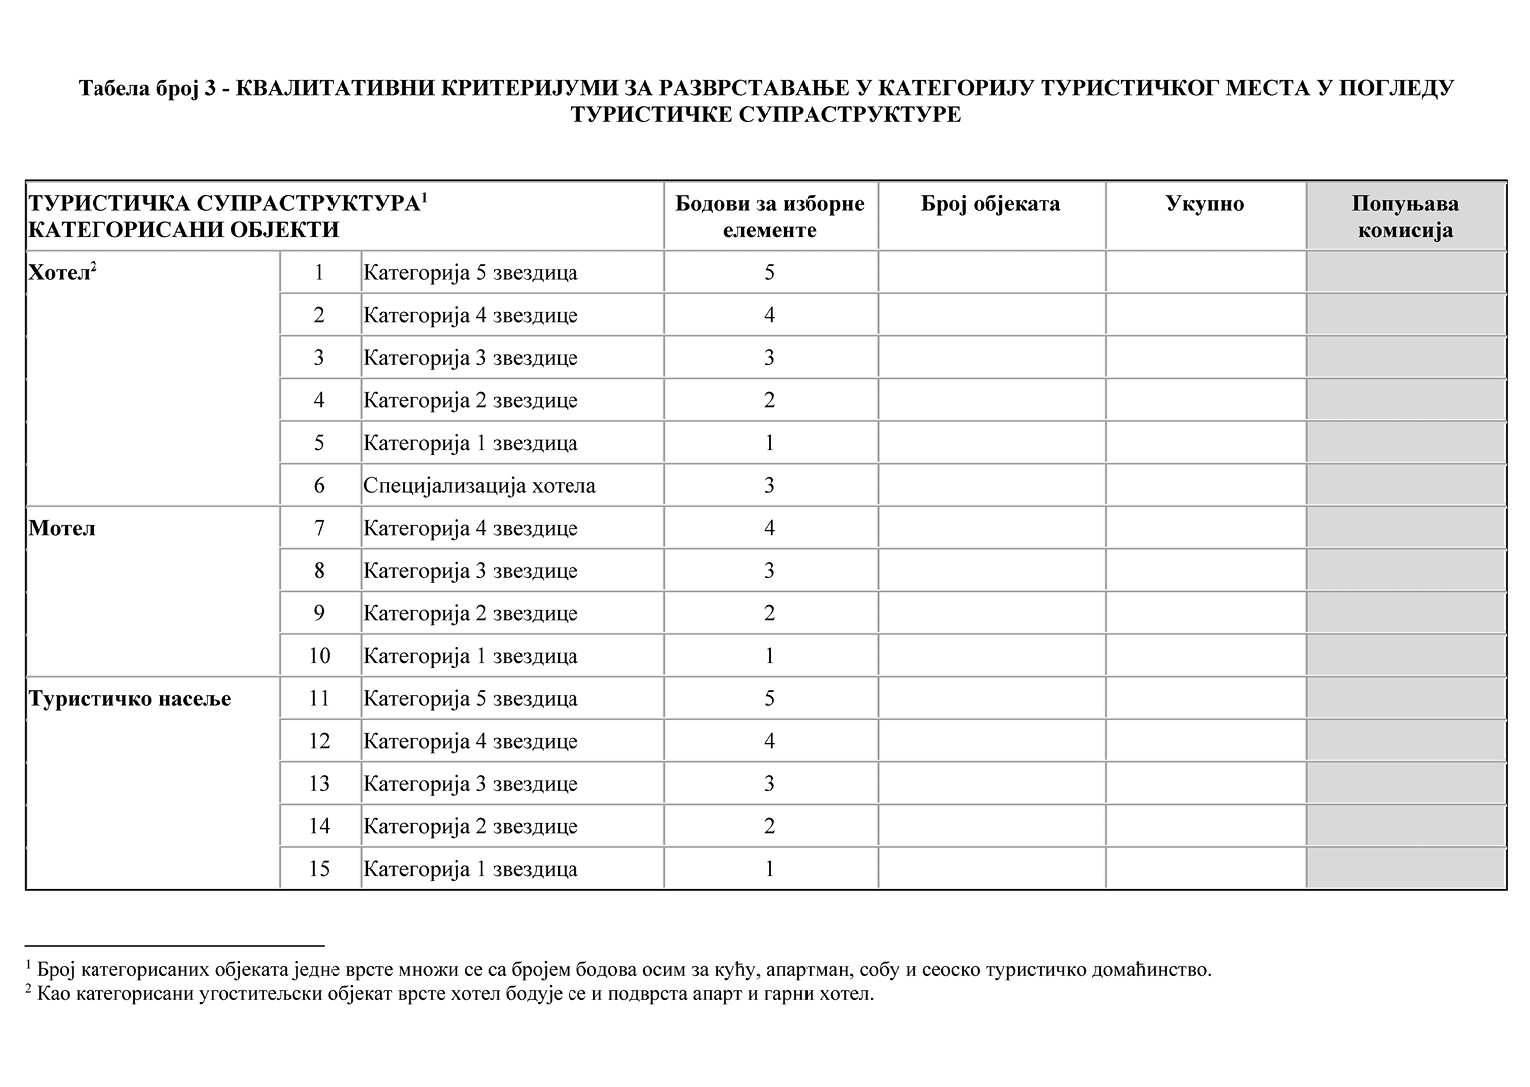 Табела број 3 - КВАЛИТАТИВНИ КРИТЕРИЈУМИ ЗА РАЗВРСТАВАЊЕ У КАТЕГОРИЈУ ТУРИСТИЧКОГ МЕСТА У ПОГЛЕДУ
ТУРИСТИЧКЕ СУПРАСТРУКТУРЕ
ТУРИСТИЧКА СУПРАСТРУКТУРА¹
КАТЕГОРИСАНИ ОБЈЕКТИ
Бодови за изборне
елементе
Број објеката
Укупно
Попуњава
комисија
Хотел² 1 Категорија 5 звездица 5
2 Категорија 4 звездице 4
3 Категорија 3 звездице 3
4 Категорија 2 звездице 2
5 Категорија 1 звездица 1
6 Специјализација хотела 3
Мотел 7 Категорија 4 звездице 4
8 Категорија 3 звездице 3
9 Категорија 2 звездице 2
10 Категорија 1 звездица 1
Туристичко насеље 11 Категорија 5 звездица 5
12 Категорија 4 звездице 4
13 Категорија 3 звездице 3
14 Категорија 2 звездице 2
15 Категорија 1 звездица 1
¹ Број категорисаних објеката једне врсте множи се са бројем бодова осим за кућу, апартман, собу и сеоско туристичко домаћинство.
² Као категорисани угоститељски објекат врсте хотел бодује се и подврста апарт и гарни хотел.